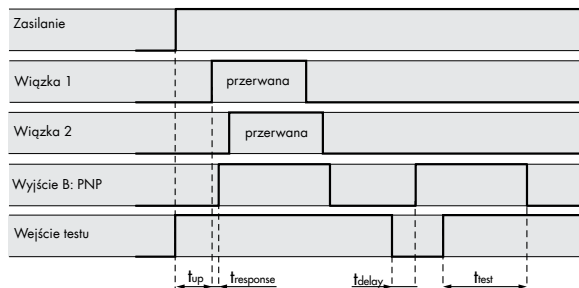 Zasilanie
Wiązka 1
przerwana
Wiązka 2
przerwana
Wyjście B: PNP
Wejście testu
tup
tresponse
tdelay
ttest